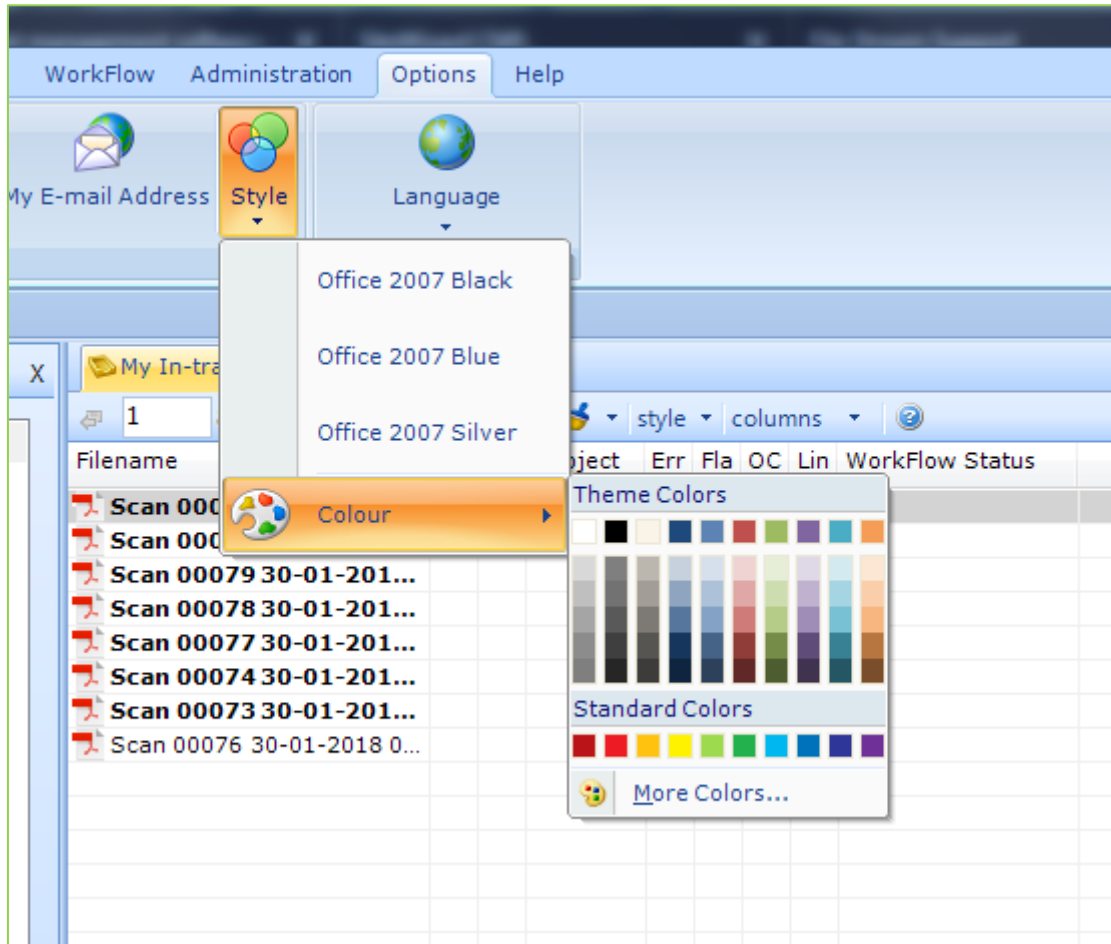 WorkFlow Administration Options Help
My E-mail Address Style Language
Office 2007 Black
Office 2007 Blue
Office 2007 Silver
Colour
X
My In-tra
1 style columns
Filename Err Fla OC Lin WorkFlow Status
Scan 000
Scan 000
Scan 00079 30-01-201...
Scan 00078 30-01-201...
Scan 00077 30-01-201...
Scan 00074 30-01-201...
Scan 00073 30-01-201...
Scan 00076 30-01-2018 0...
Theme Colors
Standard Colors
More Colors...